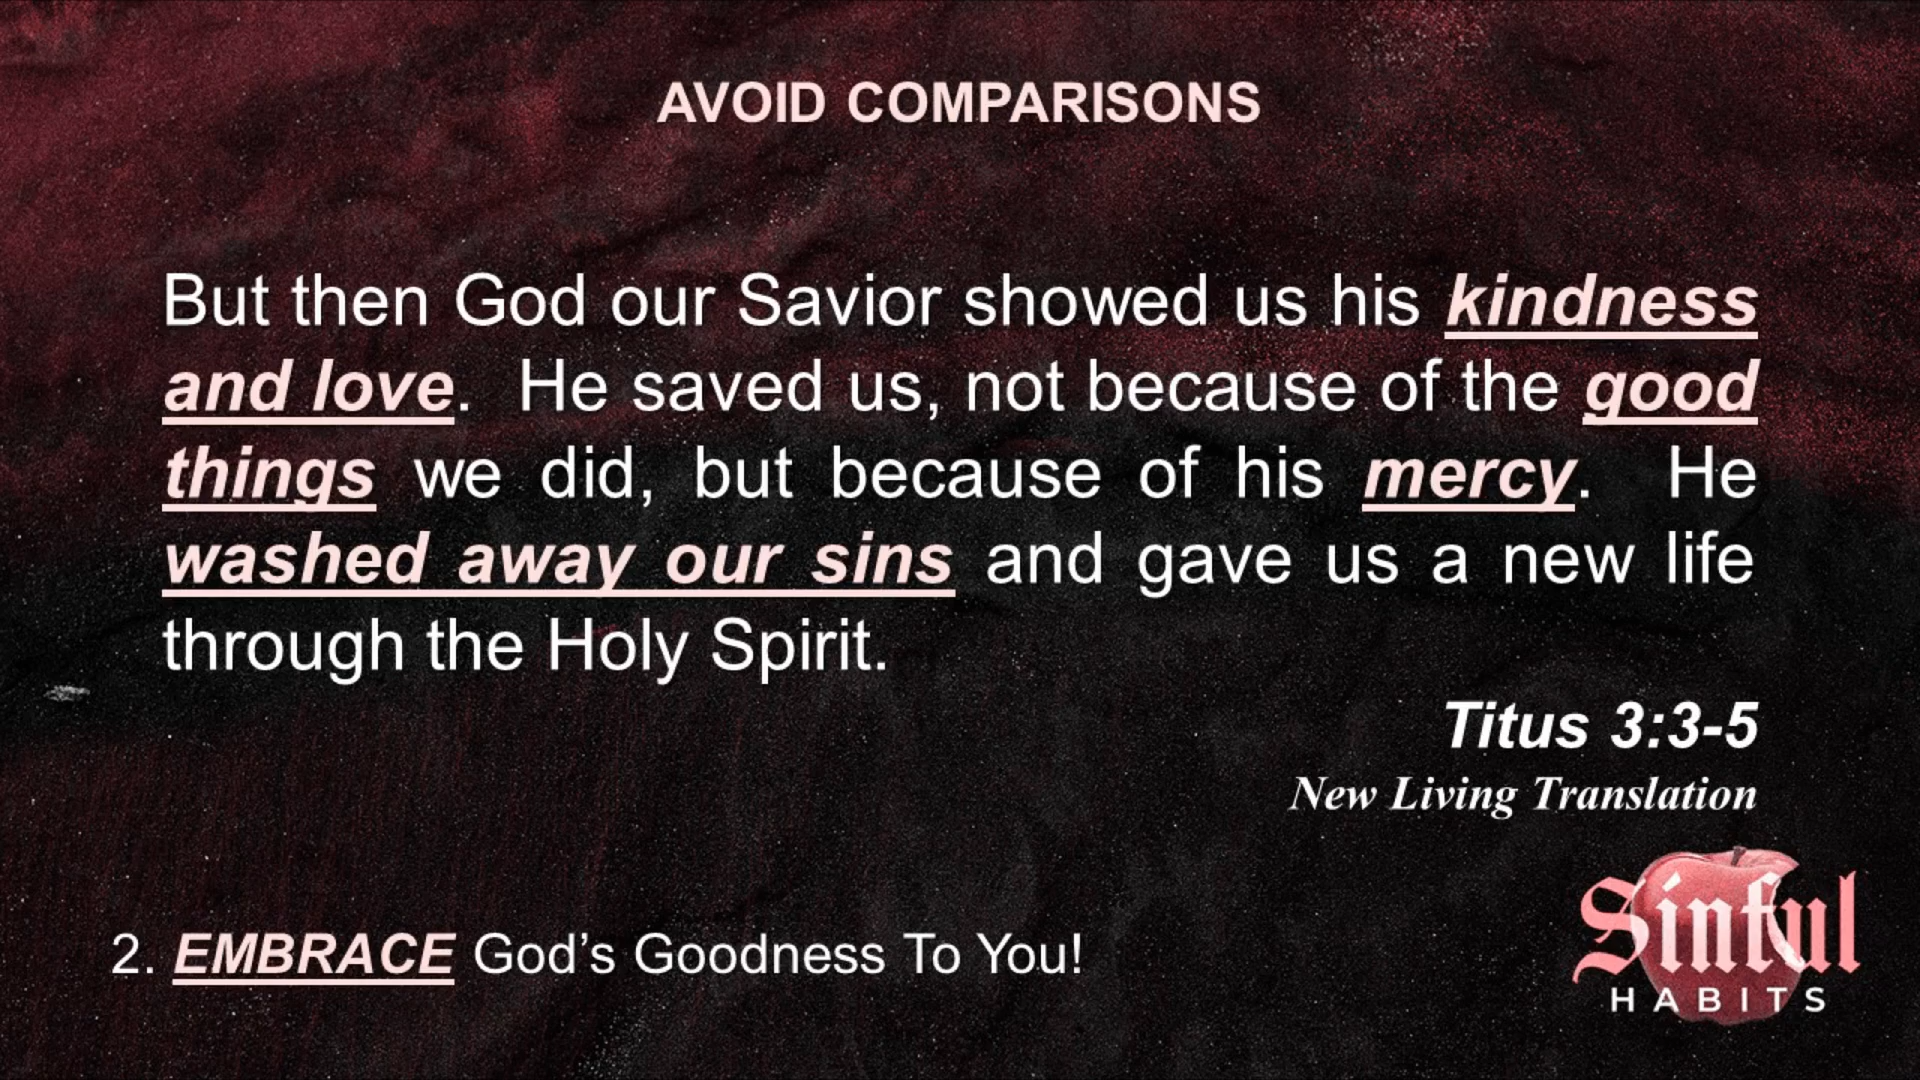 AVOID COMPARISONS
But then God our Savior showed us his kindness
and love.  He saved us, not because of the good
things we did, but because of his mercy.  He
washed away our sins and gave us a new life
through the Holy Spirit.
Titus 3:3-5
New Living Translation
2. EMBRACE God’s Goodness To You!
Sinful
HABITS